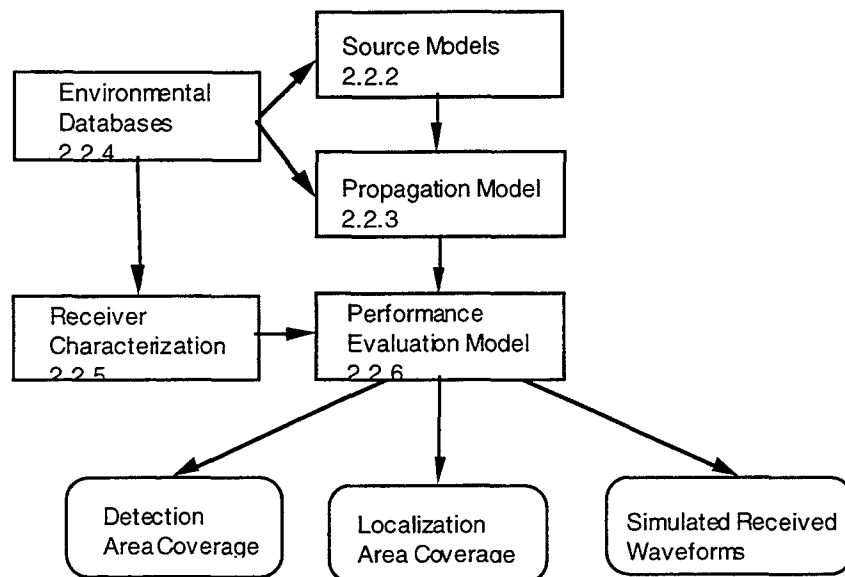 Source Models
2.2.2
Environmental
Databases
2.2.4
Propagation Model
2.2.3
Receiver
Characterization
2.2.5
Performance
Evaluation Model
2.2.6
Detection
Area Coverage
Localization
Area Coverage
Simulated Received
Waveforms